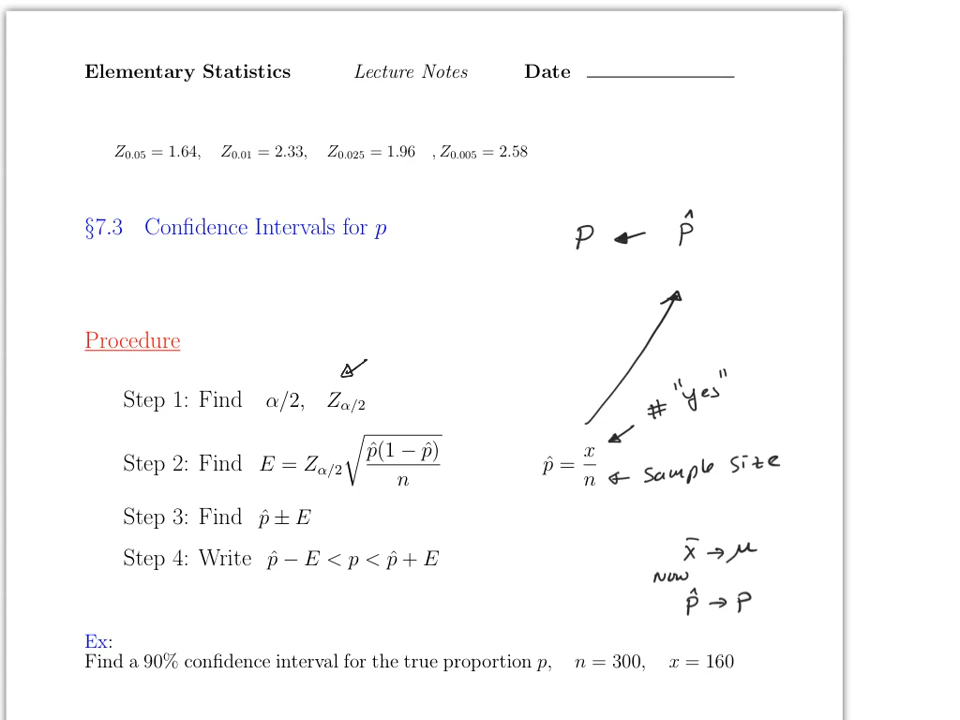 Elementary Statistics Lecture Notes Date
Z0.05 = 1.64, Z0.01 = 2.33, Z0.025 = 1.96 , Z0.005 = 2.58
§7.3 Confidence Intervals for p
p ← p̂
Procedure
Step 1: Find α/2, Zα/2
# "yes"
Step 2: Find E = Zα/2 √(p̂(1 − p̂)/n)
p̂ = x/n ← sample size
Step 3: Find p̂ ± E
Step 4: Write p̂ − E < p < p̂ + E
x̄ → μ
now
p̂ → p
Ex:
Find a 90% confidence interval for the true proportion p, n = 300, x = 160